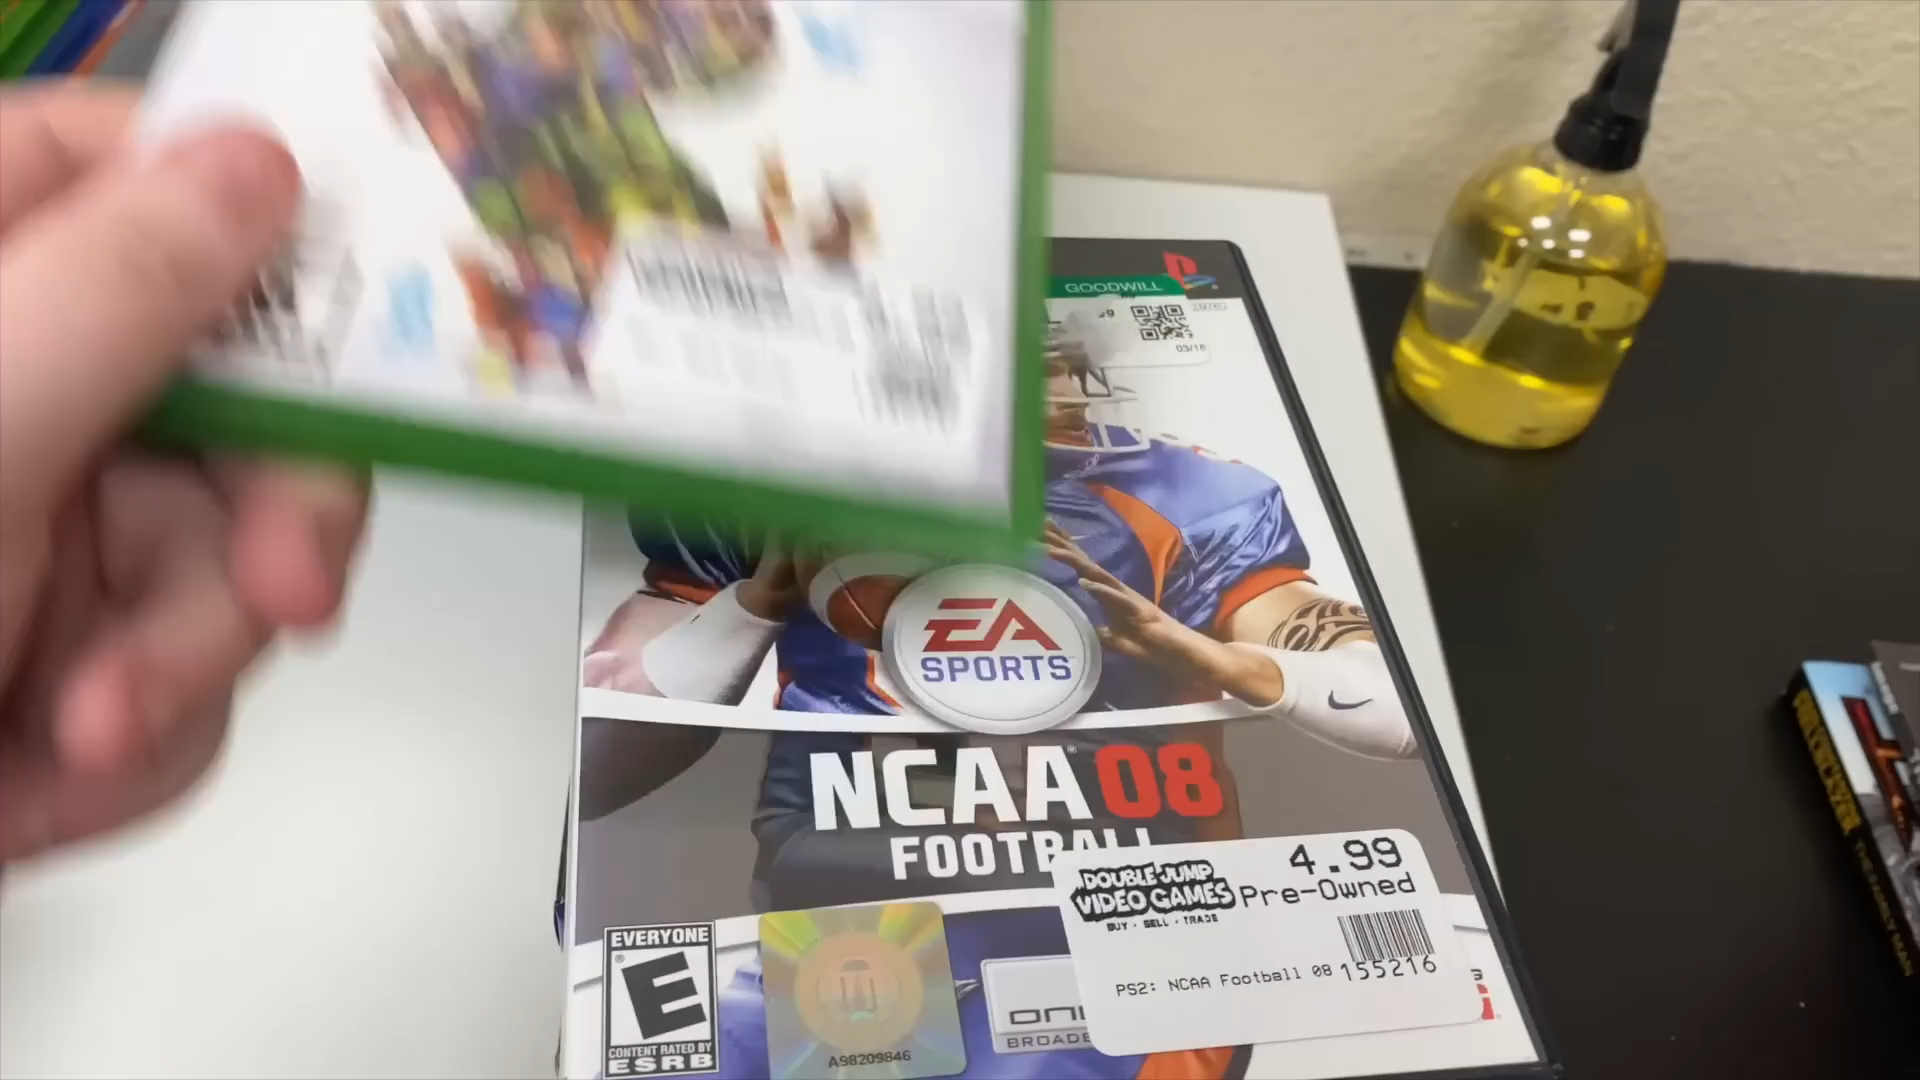 GOODWILL
03/16
EA
SPORTS
NCAA® 08
FOOTBALL
DOUBLE JUMP
VIDEO GAMES
BUY · SELL · TRADE
4.99
Pre-Owned
155216
PS2: NCAA Football 08
EVERYONE
E
CONTENT RATED BY
ESRB
A98209846